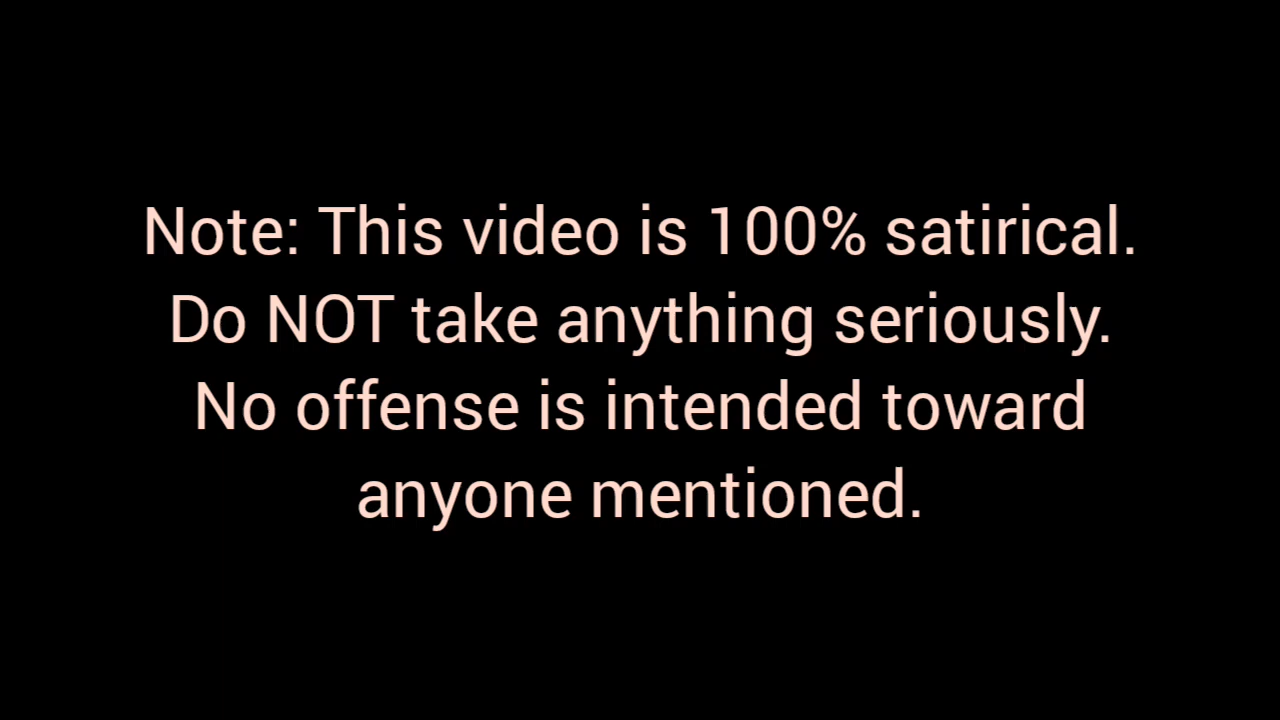 Note: This video is 100% satirical.
Do NOT take anything seriously.
No offense is intended toward
anyone mentioned.